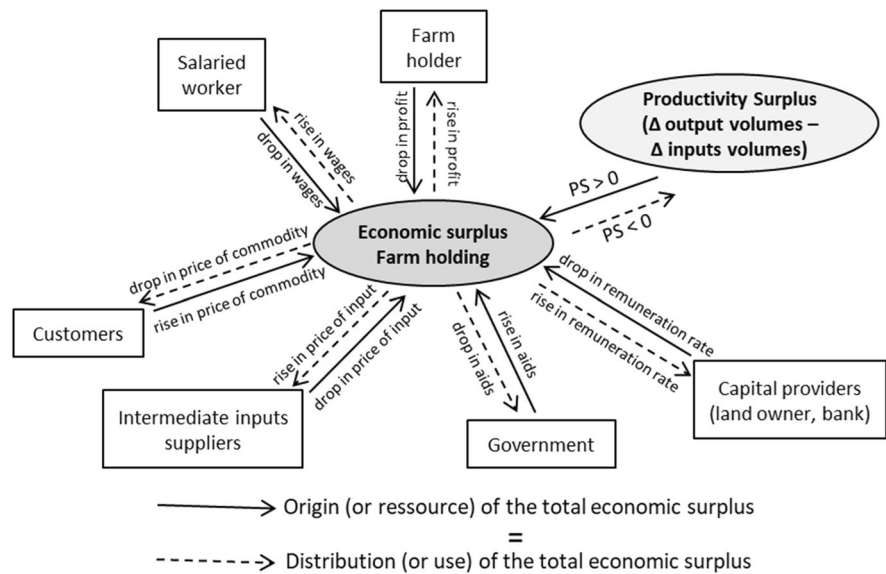 Farm
holder
Salaried
worker
Productivity Surplus
(Δ output volumes –
Δ inputs volumes)
drop in profit
rise in profit
rise in wages
drop in wages
PS > 0
PS < 0
Economic surplus
Farm holding
drop in price of commodity
rise in price of commodity
Customers
drop in remuneration rate
rise in remuneration rate
rise in price of input
drop in price of input
drop in aids
rise in aids
Capital providers
(land owner, bank)
Intermediate inputs
suppliers
Government
Origin (or ressource) of the total economic surplus
=
Distribution (or use) of the total economic surplus